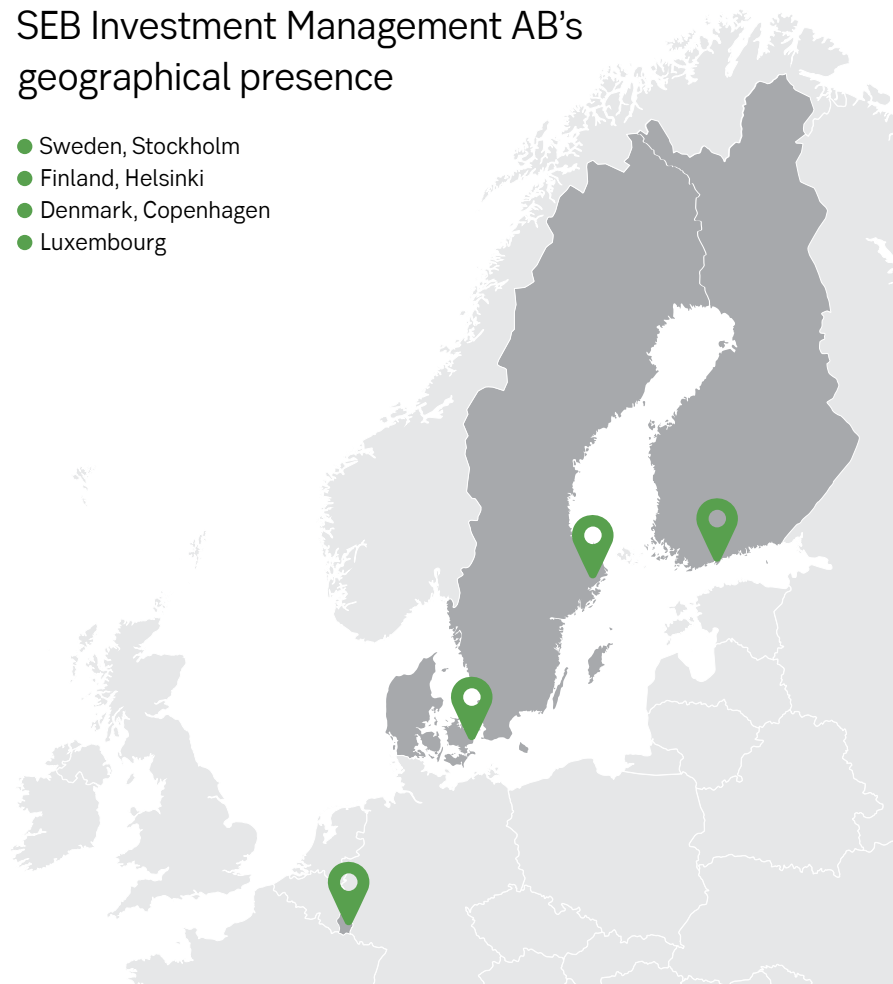 SEB Investment Management AB’s
geographical presence
Sweden, Stockholm
Finland, Helsinki
Denmark, Copenhagen
Luxembourg